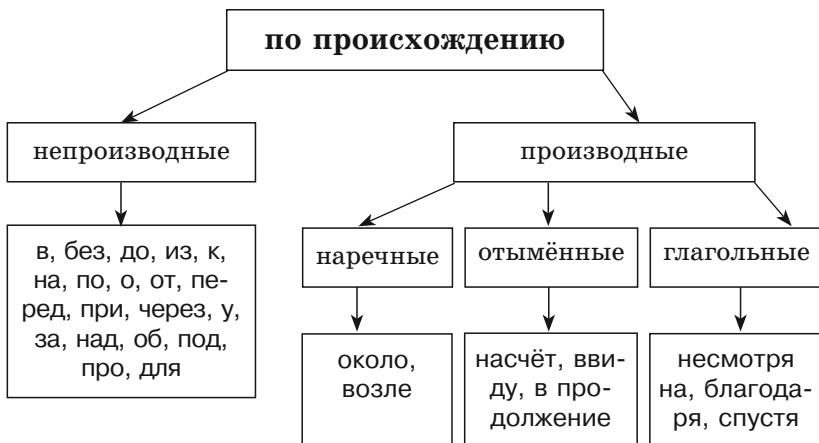 по происхождению
непроизводные
производные
в, без, до, из, к,
на, по, о, от, пе-
ред, при, через, у,
за, над, об, под,
про, для
наречные
отымённые
глагольные
около,
возле
насчёт, вви-
ду, в про-
должение
несмотря
на, благода-
ря, спустя